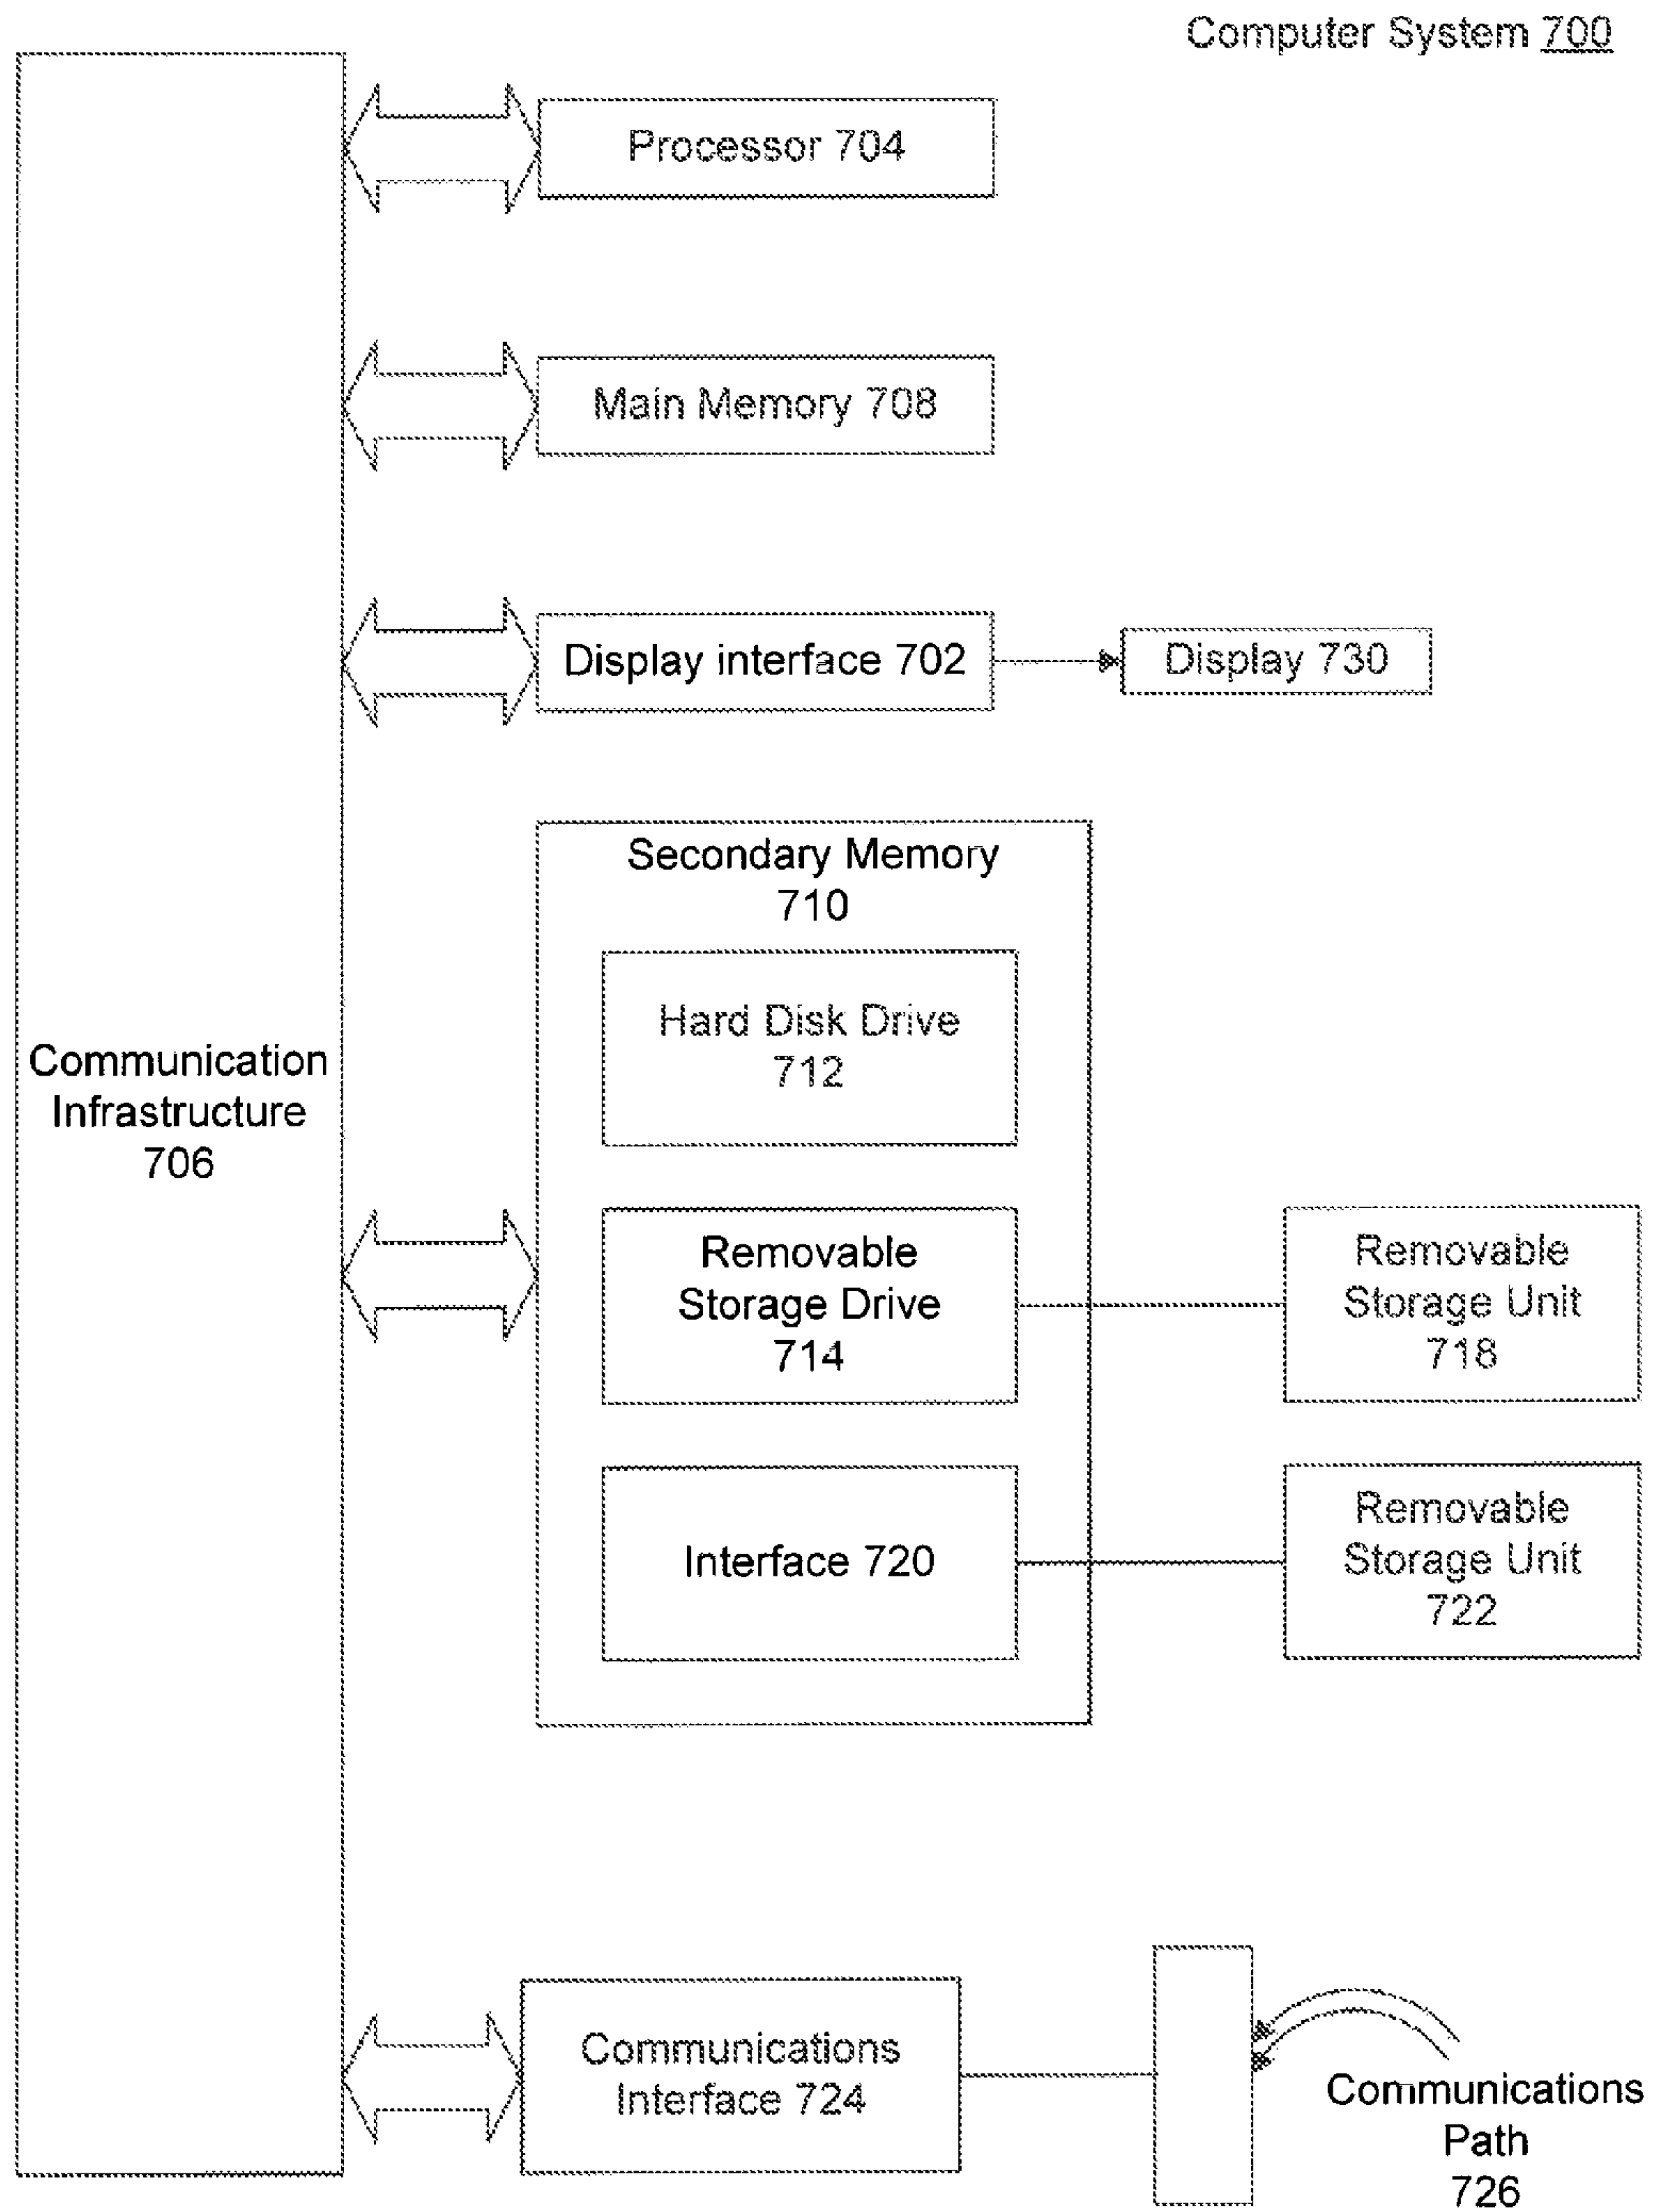 Computer System 700
Processor 704
Main Memory 708
Display interface 702
Display 730
Secondary Memory
710
Hard Disk Drive
712
Communication
Infrastructure
706
Removable
Storage Drive
714
Removable
Storage Unit
718
Interface 720
Removable
Storage Unit
722
Communications
Interface 724
Communications
Path
726